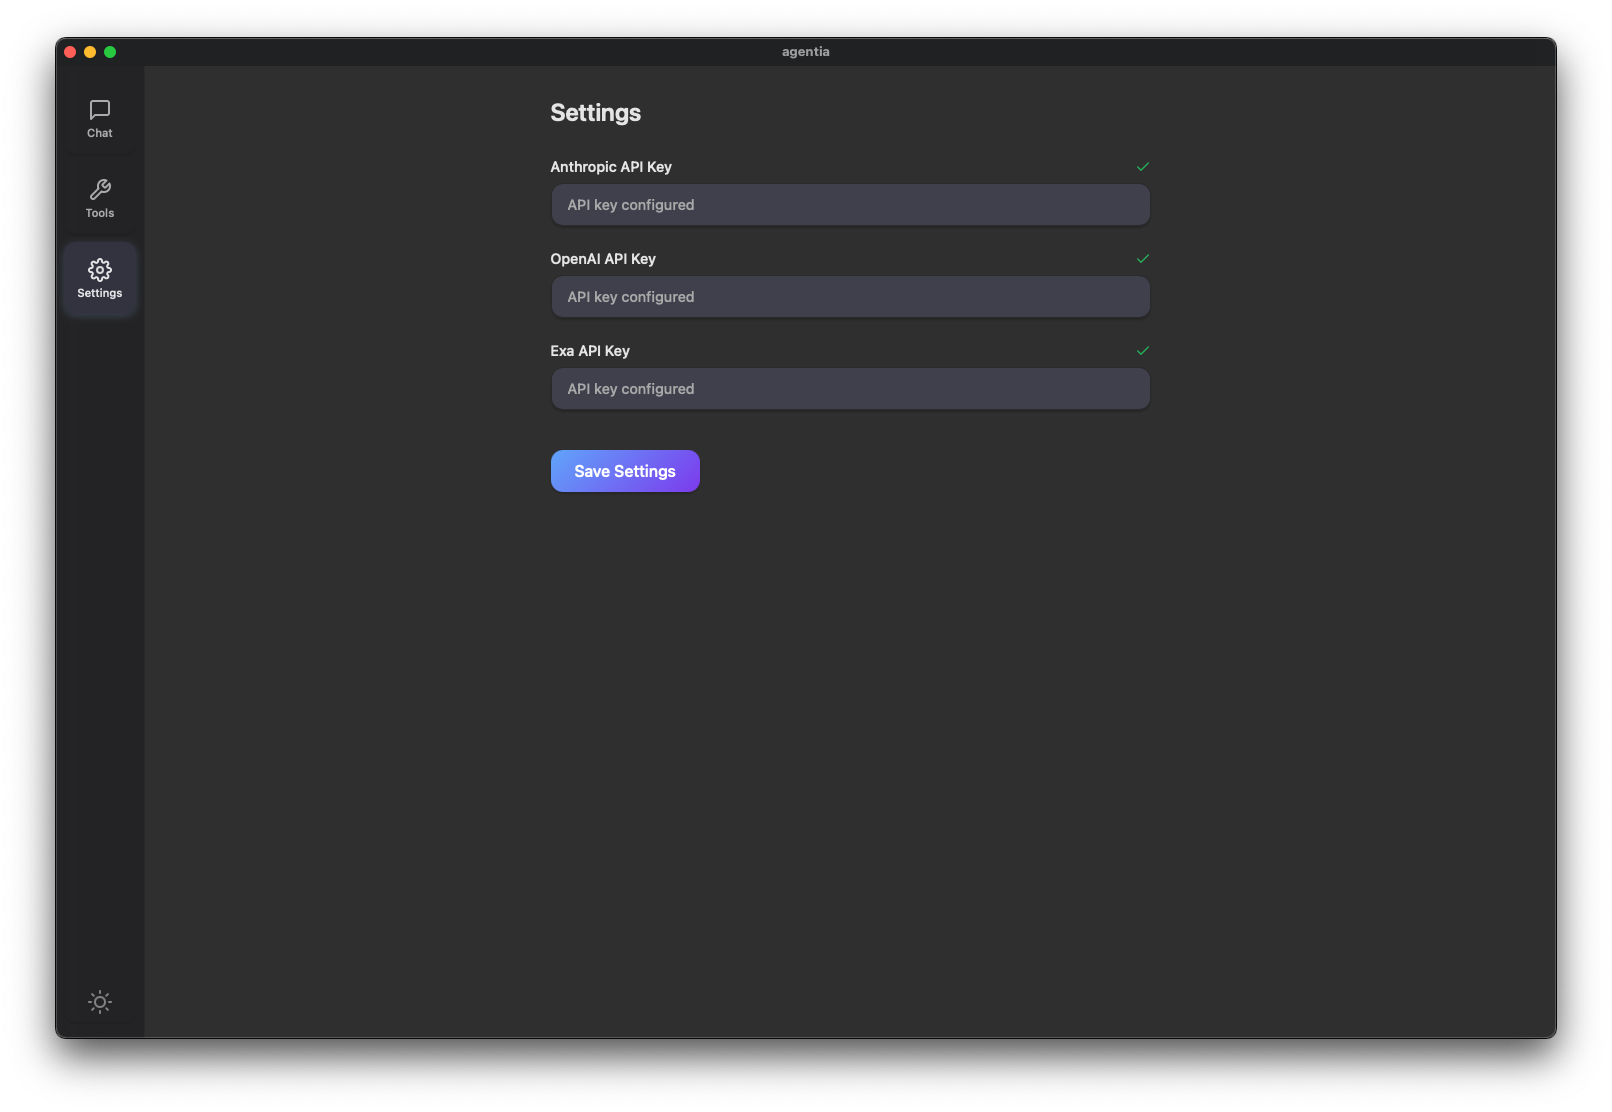 agentia
Chat
Tools
Settings
Settings
Anthropic API Key
API key configured
OpenAI API Key
API key configured
Exa API Key
API key configured
Save Settings